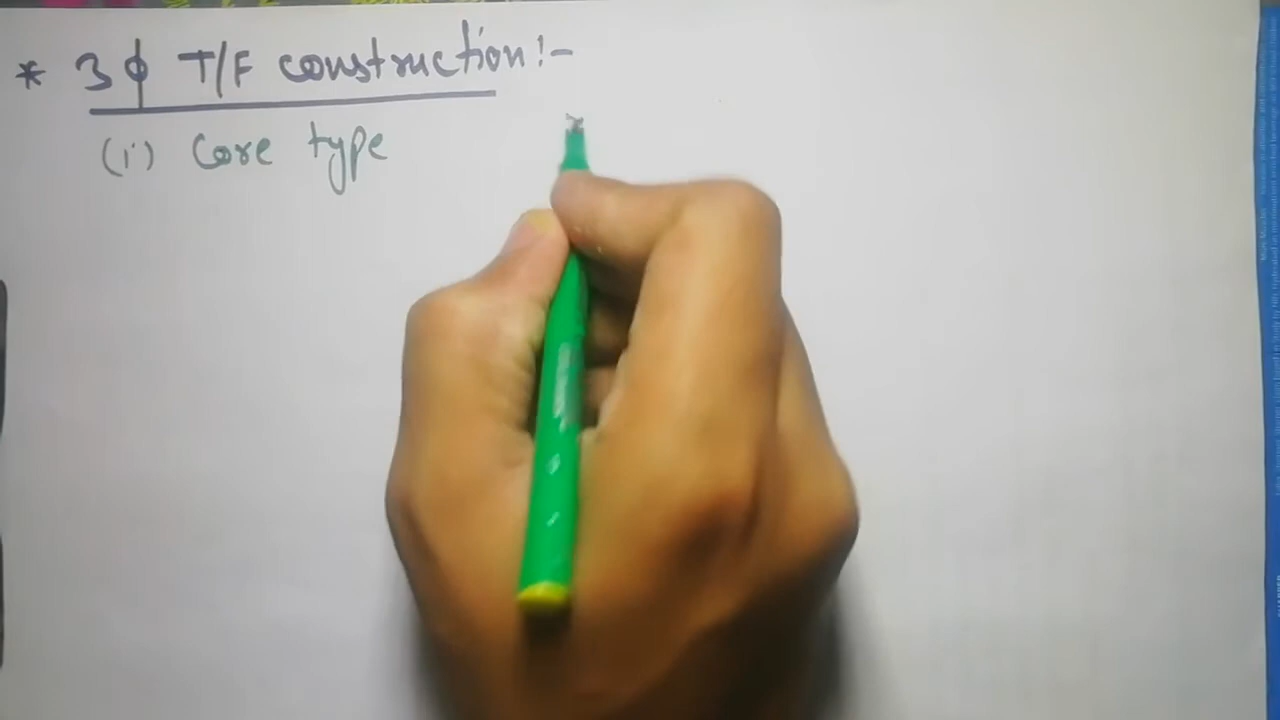 * 3ϕ T/F construction:-
(i) Core type